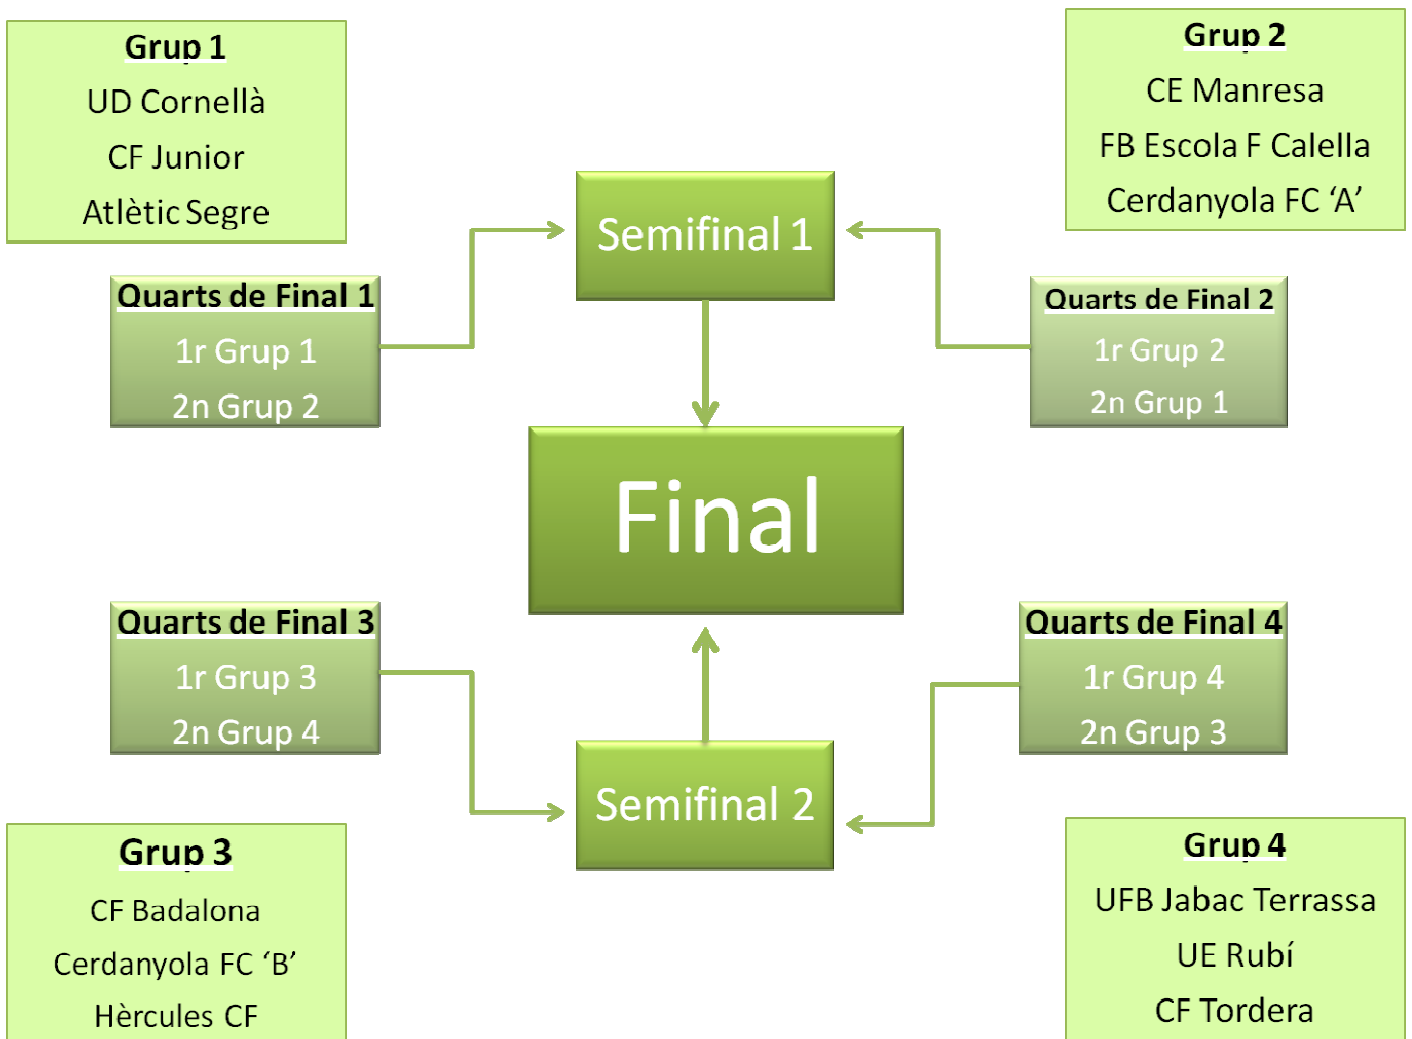 Grup 1
UD Cornellà
CF Junior
Atlètic Segre
Grup 2
CE Manresa
FB Escola F Calella
Cerdanyola FC ‘A’
Semifinal 1
Quarts de Final 1
1r Grup 1
2n Grup 2
Quarts de Final 2
1r Grup 2
2n Grup 1
Final
Quarts de Final 3
1r Grup 3
2n Grup 4
Quarts de Final 4
1r Grup 4
2n Grup 3
Semifinal 2
Grup 3
CF Badalona
Cerdanyola FC ‘B’
Hèrcules CF
Grup 4
UFB Jabac Terrassa
UE Rubí
CF Tordera